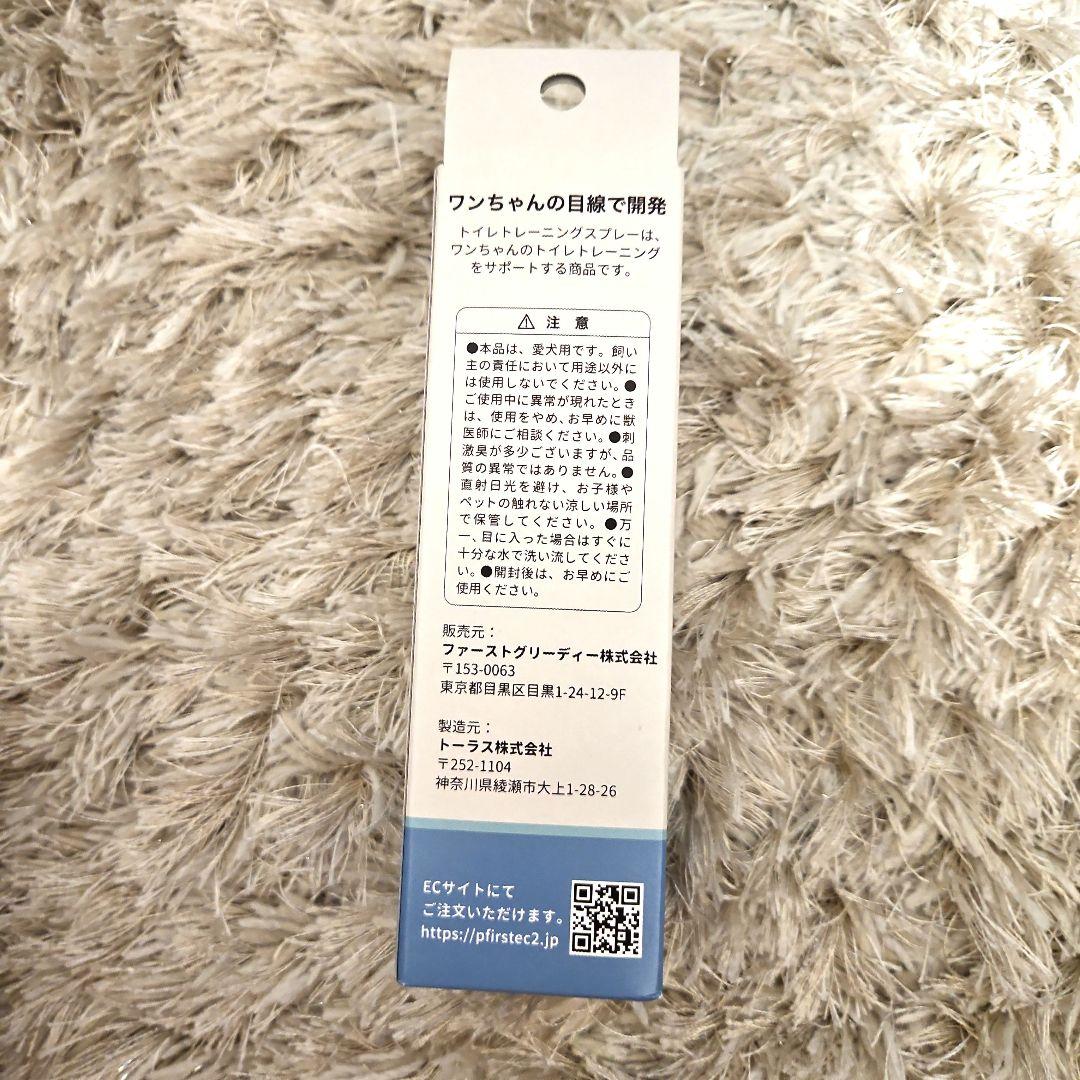 ワンちゃんの目線で開発
トイレトレーニングスプレーは、
ワンちゃんのトイレトレーニング
をサポートする商品です。
⚠ 注 意
●本品は、愛犬用です。飼い
主の責任において用途以外に
は使用しないでください。●
ご使用中に異常が現れたとき
は、使用をやめ、お早めに獣
医師にご相談ください。●刺
激臭が多少ございますが、品
質の異常ではありません。●
直射日光を避け、お子様や
ペットの触れない涼しい場所
で保管してください。●万
一、目に入った場合はすぐに
十分な水で洗い流してくださ
い。●開封後は、お早めにご
使用ください。
販売元：
ファーストグリーディー株式会社
〒153-0063
東京都目黒区目黒1-24-12-9F
製造元：
トーラス株式会社
〒252-1104
神奈川県綾瀬市大上1-28-26
ECサイトにて
ご注文いただけます。
https://pfirstec2.jp